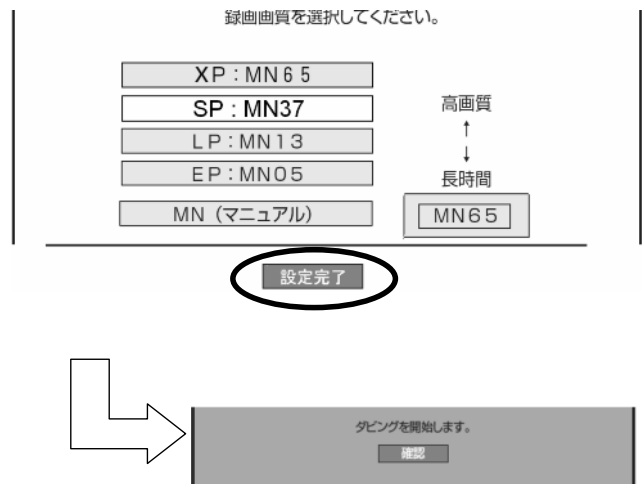 録画画質を選択してください。
XP：MN65
SP : MN37
LP：MN13
EP：MN05
MN（マニュアル）
高画質
↑
↓
長時間
MN65
設定完了
ダビングを開始します。
確認